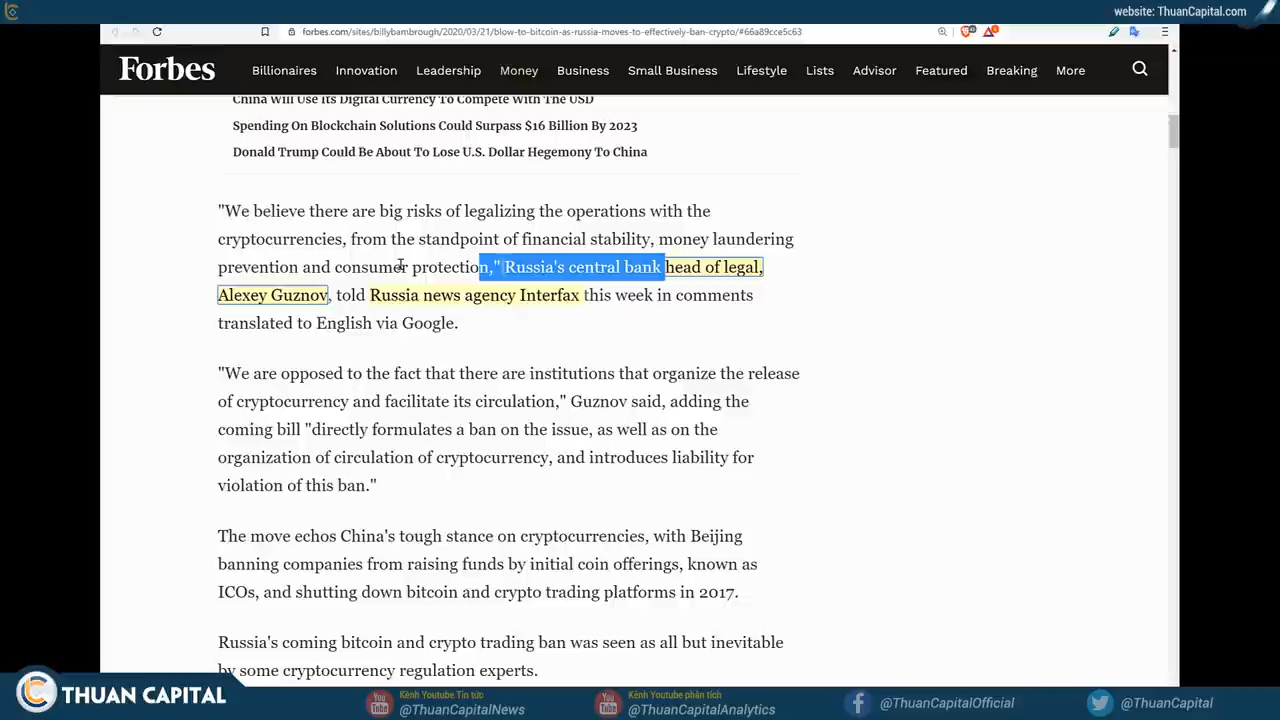 website: ThuanCapital.com
forbes.com/sites/billybambrough/2020/03/21/blow-to-bitcoin-as-russia-moves-to-effectively-ban-crypto/#66a89cce5c63
Forbes Billionaires Innovation Leadership Money Business Small Business Lifestyle Lists Advisor Featured Breaking More
China Will Use Its Digital Currency To Compete With The USD
Spending On Blockchain Solutions Could Surpass $16 Billion By 2023
Donald Trump Could Be About To Lose U.S. Dollar Hegemony To China
"We believe there are big risks of legalizing the operations with the
cryptocurrencies, from the standpoint of financial stability, money laundering
prevention and consumer protection," Russia's central bank head of legal,
Alexey Guznov, told Russia news agency Interfax this week in comments
translated to English via Google.
"We are opposed to the fact that there are institutions that organize the release
of cryptocurrency and facilitate its circulation," Guznov said, adding the
coming bill "directly formulates a ban on the issue, as well as on the
organization of circulation of cryptocurrency, and introduces liability for
violation of this ban."
The move echos China's tough stance on cryptocurrencies, with Beijing
banning companies from raising funds by initial coin offerings, known as
ICOs, and shutting down bitcoin and crypto trading platforms in 2017.
Russia's coming bitcoin and crypto trading ban was seen as all but inevitable
by some cryptocurrency regulation experts.
THUAN CAPITAL
Kênh Youtube Tin tức
@ThuanCapitalNews
Kênh Youtube phân tích
@ThuanCapitalAnalytics
@ThuanCapitalOfficial
@ThuanCapital